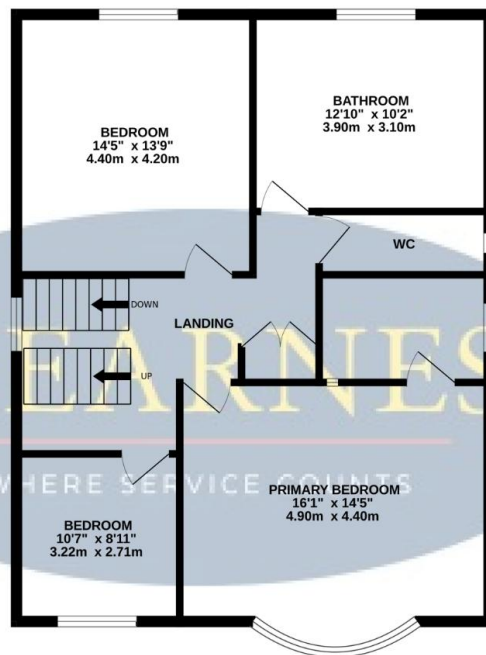 BEDROOM
14'5" x 13'9"
4.40m x 4.20m
BATHROOM
12'10" x 10'2"
3.90m x 3.10m
WC
DOWN
LANDING
UP
EARNES
WHERE SERVICE COUNTS
PRIMARY BEDROOM
16'1" x 14'5"
4.90m x 4.40m
BEDROOM
10'7" x 8'11"
3.22m x 2.71m